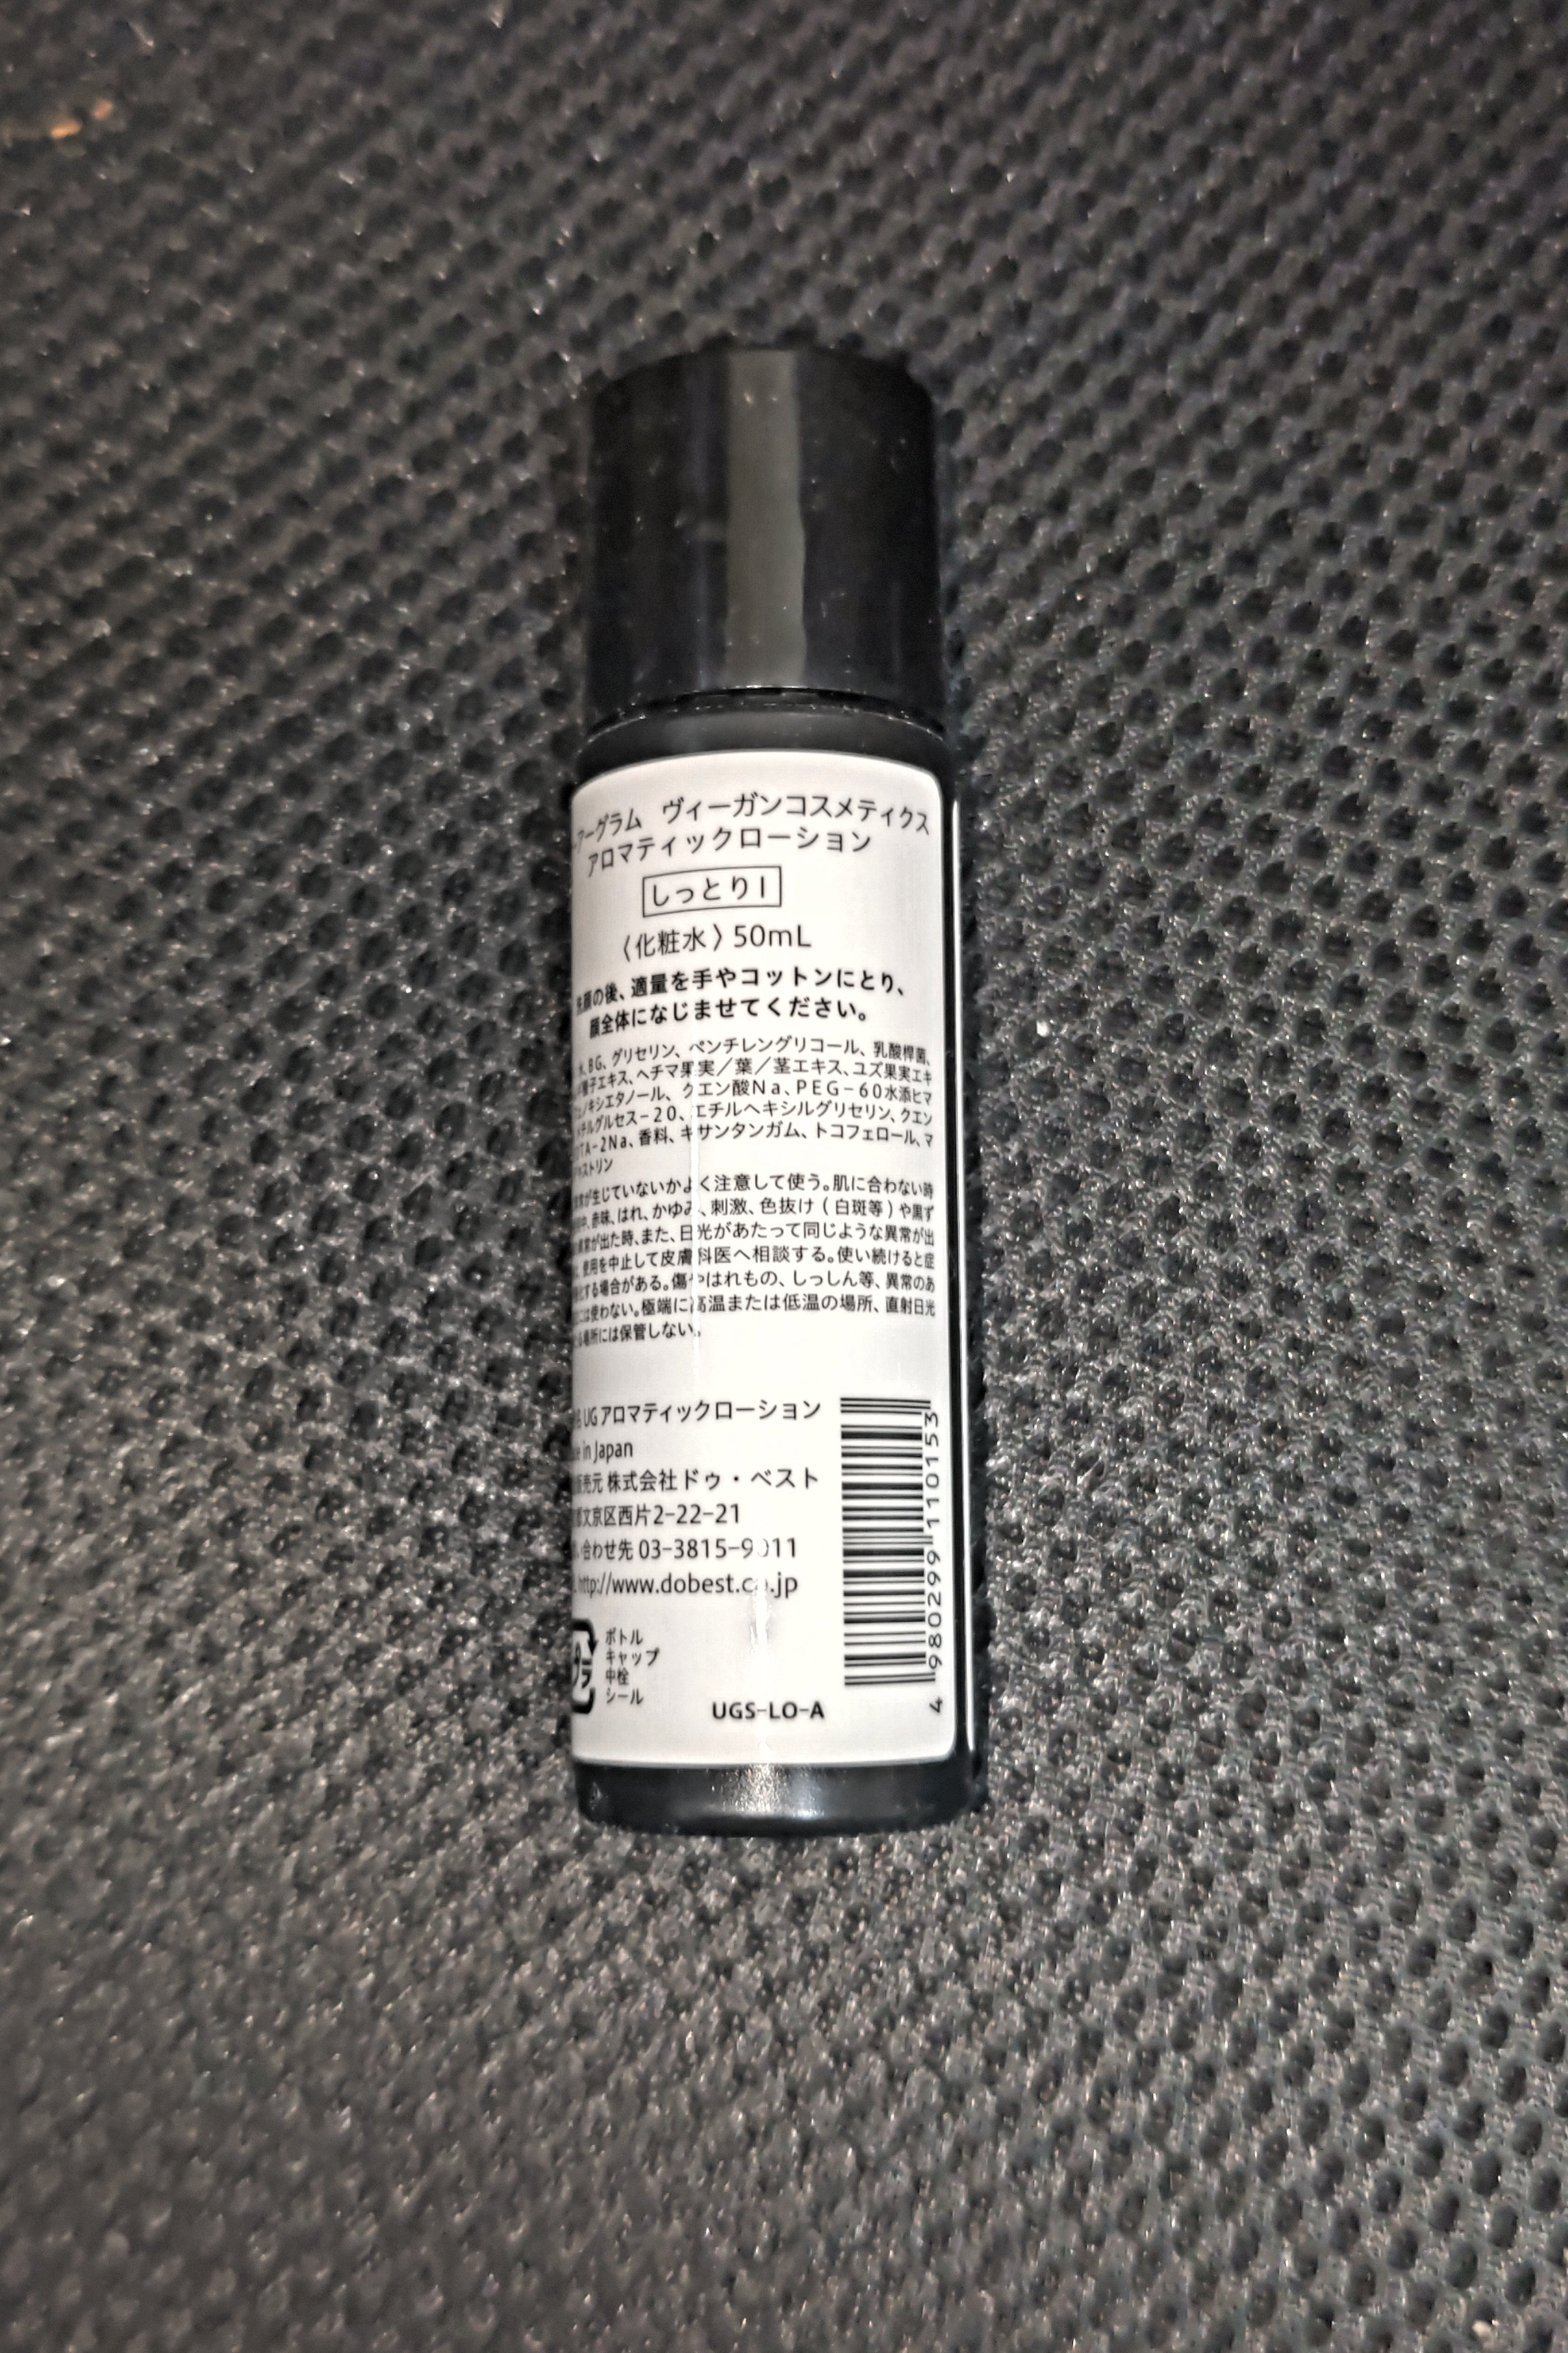 アーグラム ヴィーガンコスメティクス
アロマティックローション
しっとりI
〈化粧水〉50mL
洗顔の後、適量を手やコットンにとり、
顔全体になじませてください。
水、BG、グリセリン、ペンチレングリコール、乳酸桿菌、
種子エキス、ヘチマ果実／葉／茎エキス、ユズ果実エキ
ノキシエタノール、クエン酸Na、PEG−60水添ヒマ
チルグルセス−20、エチルヘキシルグリセリン、クエン
TA−2Na、香料、キサンタンガム、トコフェロール、マ
ストリン
が生じていないかよく注意して使う。肌に合わない時
、赤味、はれ、かゆみ、刺激、色抜け（白斑等）や黒ず
が出た時、また、日光があたって同じような異常が出
使用を中止して皮膚科医へ相談する。使い続けると症
する場合がある。傷やはれもの、しっしん等、異常のあ
には使わない。極端に高温または低温の場所、直射日光
場所には保管しない。
UGアロマティックローション
in Japan
販売元 株式会社ドゥ・ベスト
文京区西片2−22−21
合わせ先 03−3815−9011
http://www.dobest.co.jp
ボトル
キャップ
中栓
シール
UGS−LO−A
4 980299 110153